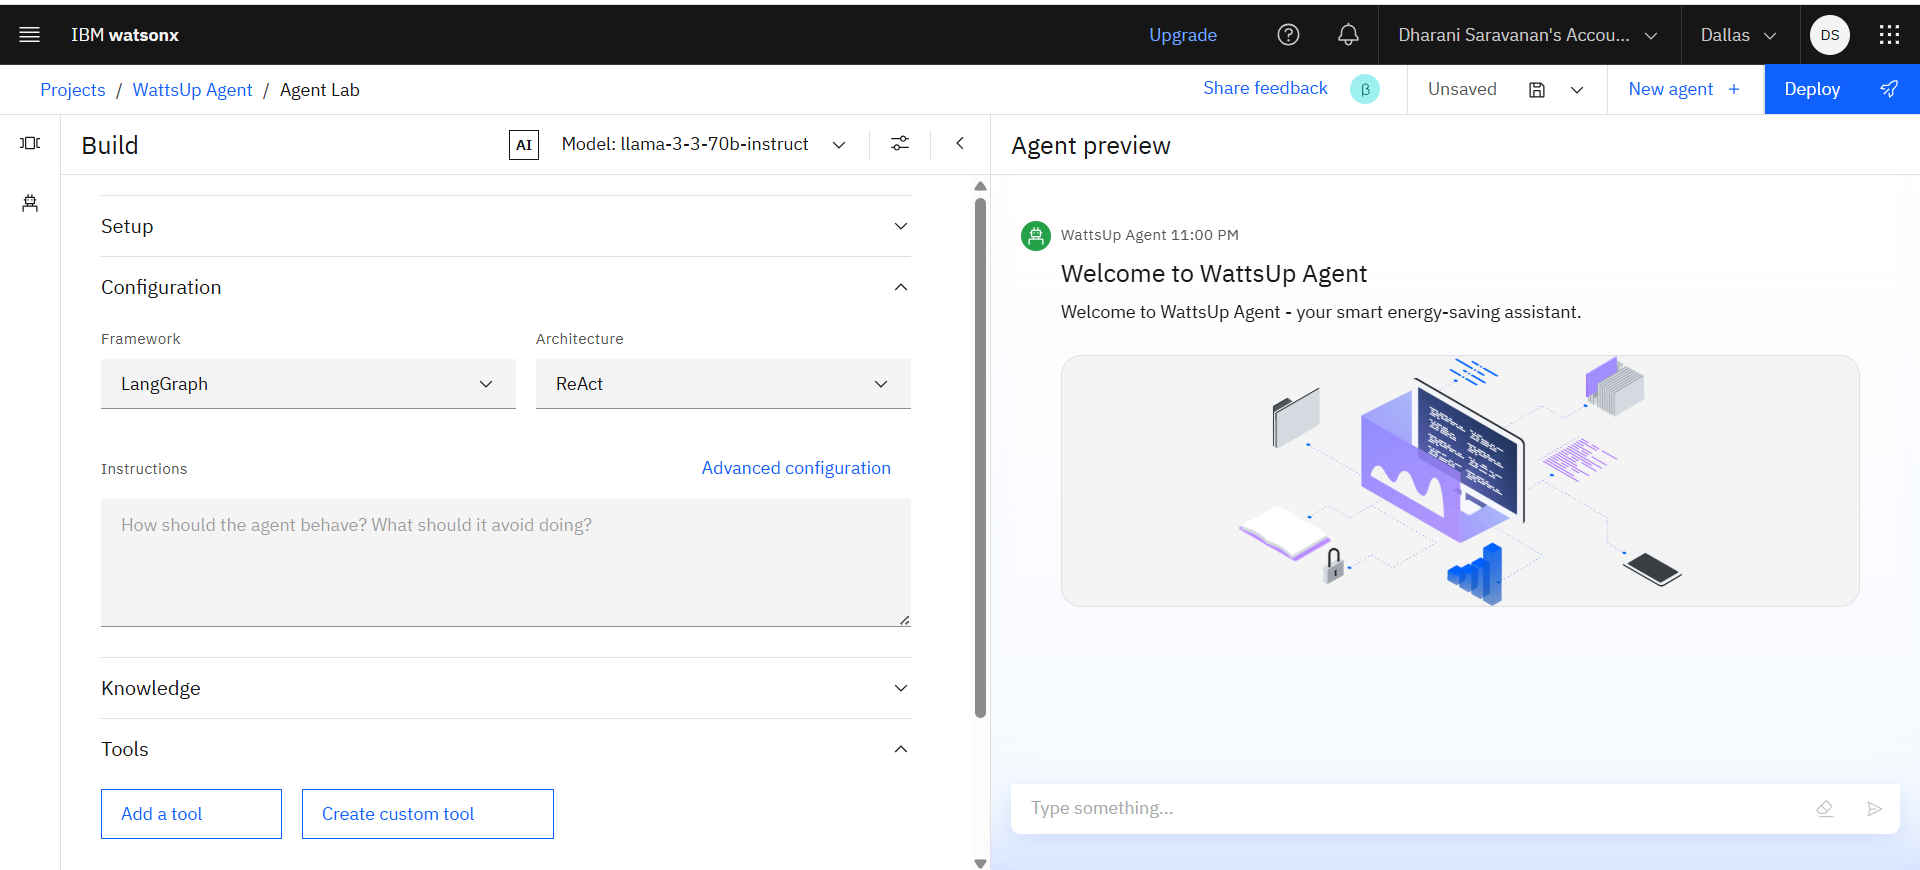 IBM watsonx
Upgrade
Dharani Saravanan's Accou...
Dallas
DS
Projects / WattsUp Agent / Agent Lab
Share feedback
β
Unsaved
New agent +
Deploy
Build
AI
Model: llama-3-3-70b-instruct
Agent preview
Setup
Configuration
Framework
Architecture
LangGraph
ReAct
Instructions
Advanced configuration
How should the agent behave? What should it avoid doing?
Knowledge
Tools
Add a tool
Create custom tool
WattsUp Agent 11:00 PM
Welcome to WattsUp Agent
Welcome to WattsUp Agent - your smart energy-saving assistant.
Type something...